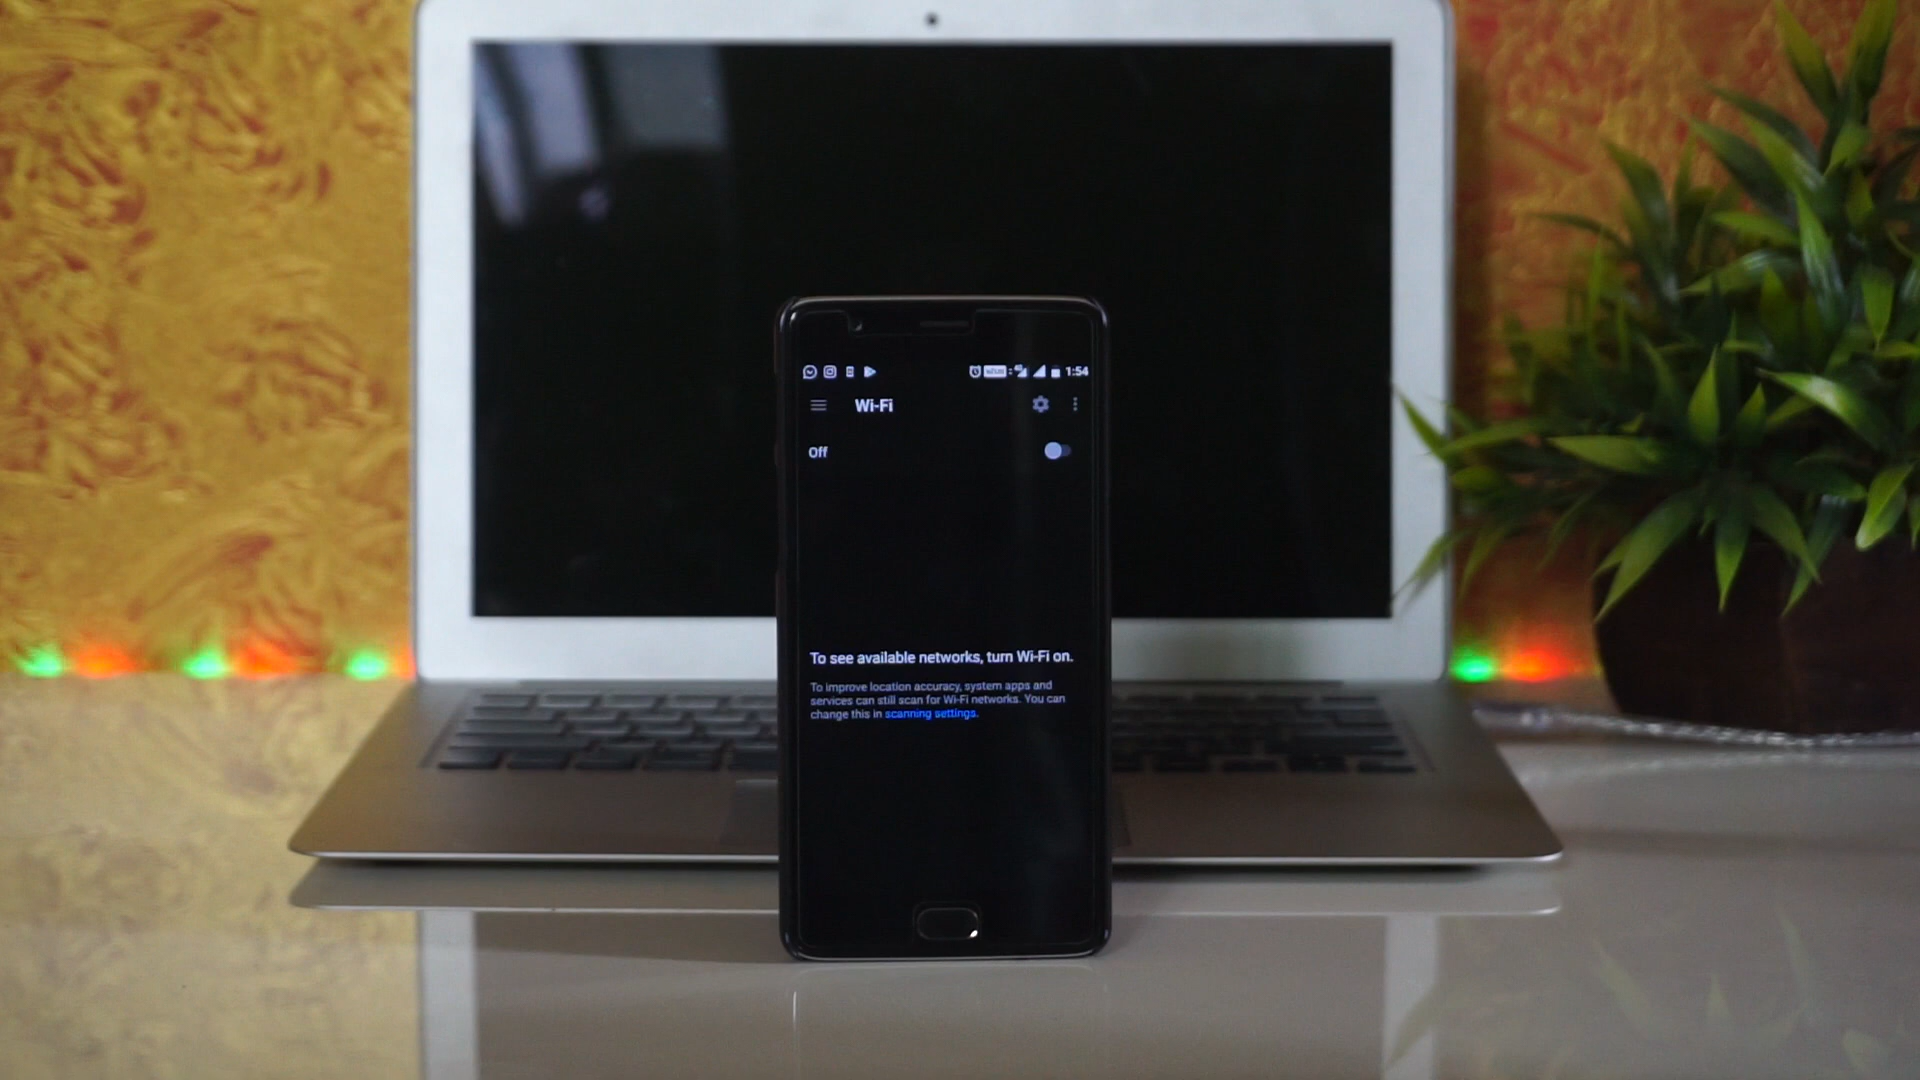 1:54
Wi-Fi
Off
To see available networks, turn Wi-Fi on.
To improve location accuracy, system apps and
services can still scan for Wi-Fi networks. You can
change this in scanning settings.